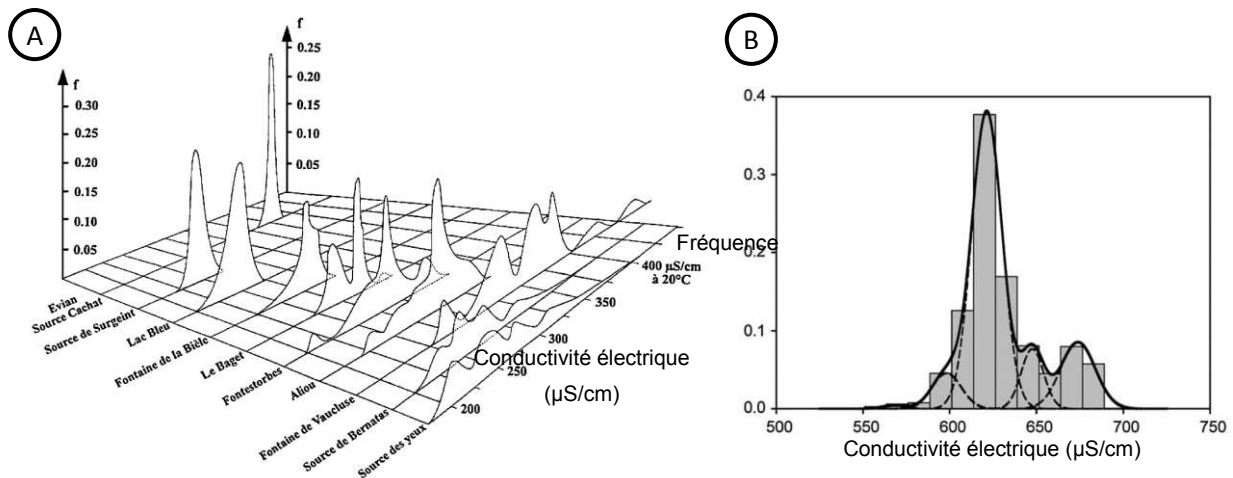 A
f
0.30
0.25
0.20
0.15
0.10
0.05
f
0.25
0.20
0.15
0.10
0.05
Evian
Source Cachat
Source de Surgeint
Lac Bleu
Fontaine de la Bièle
Le Baget
Fontestorbes
Aliou
Fontaine de Vaucluse
Source de Bernatas
Source des yeux
200
250
300
350
400 µS/cm
à 20°C
Conductivité électrique
(µS/cm)
B
Fréquence
0.4
0.3
0.2
0.1
0.0
500
550
600
650
700
750
Conductivité électrique (µS/cm)